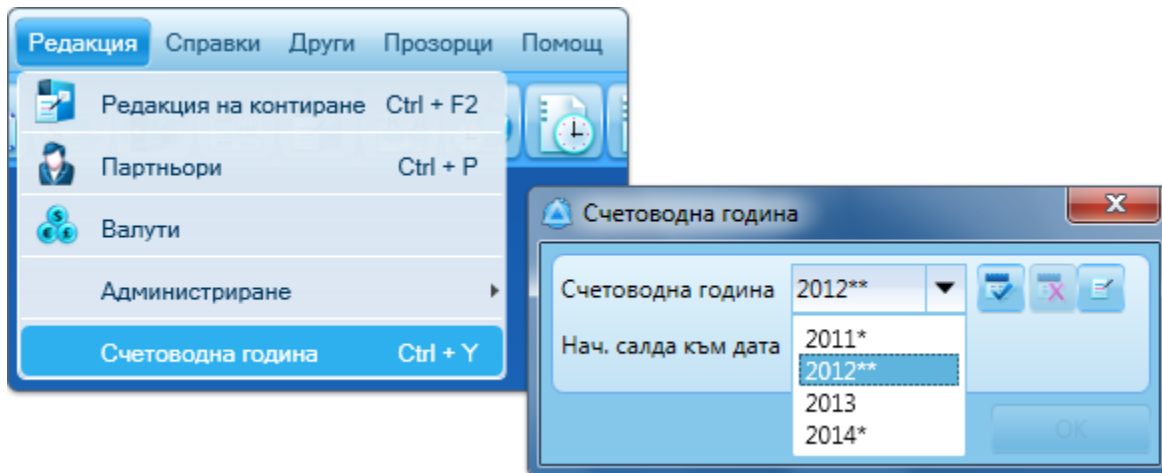 Редакция Справки Други Прозорци Помощ
Редакция на контиране Ctrl + F2
Партньори Ctrl + P
Валути
Администриране
Счетоводна година Ctrl + Y
Счетоводна година
Счетоводна година 2012**
Нач. салда към дата
2011*
2012**
2013
2014*
OK